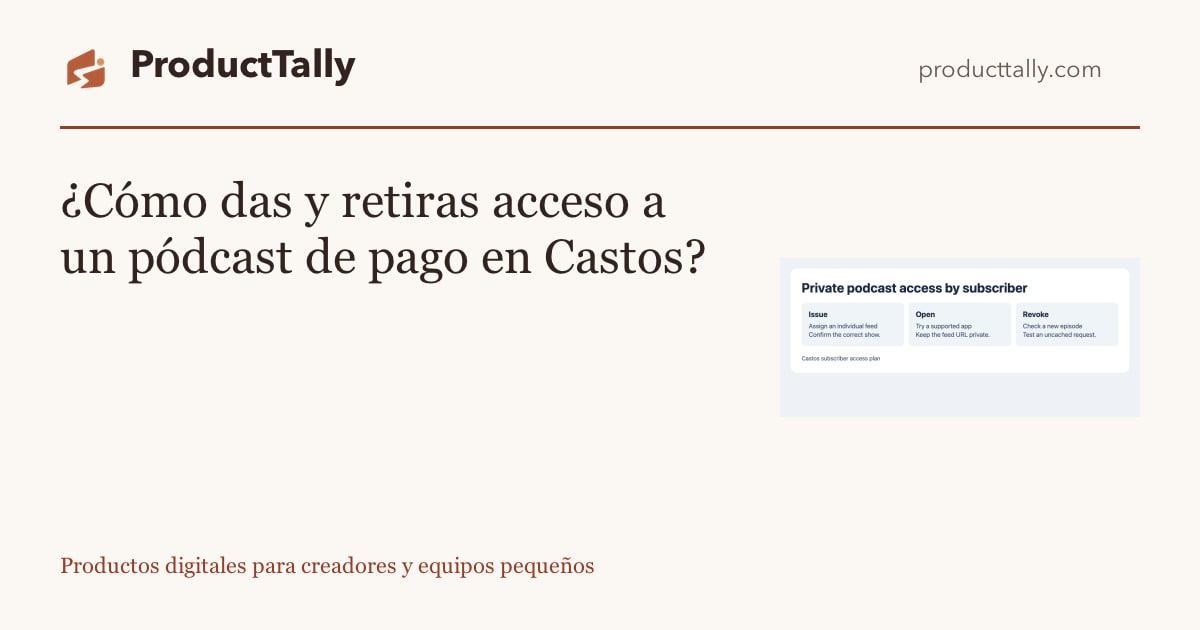 ProductTally
producttally.com
¿Cómo das y retiras acceso a
un pódcast de pago en Castos?
Private podcast access by subscriber
Issue
Assign an individual feed
Confirm the correct show.
Open
Try a supported app
Keep the feed URL private.
Revoke
Check a new episode
Test an uncached request.
Castos subscriber access plan
Productos digitales para creadores y equipos pequeños